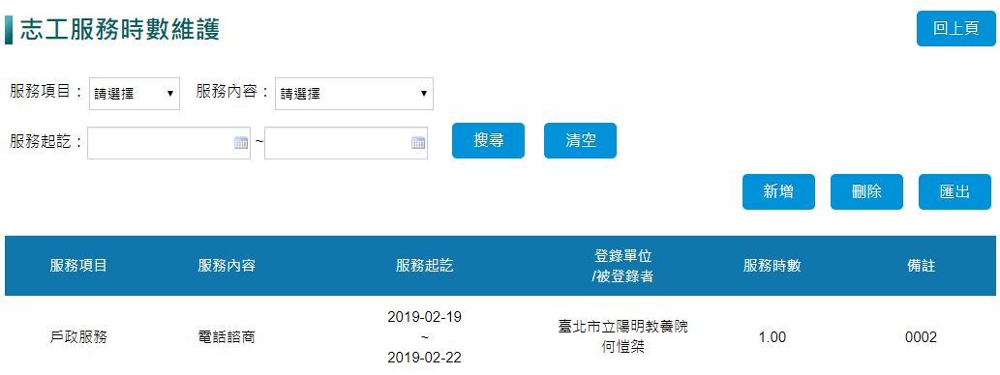 志工服務時數維護
回上頁
服務項目：
請選擇
服務內容：
請選擇
服務起訖：
~
搜尋
清空
新增
刪除
匯出
服務項目
服務內容
服務起訖
登錄單位
/被登錄者
服務時數
備註
戶政服務
電話諮商
2019-02-19
~
2019-02-22
臺北市立陽明教養院
何愷桀
1.00
0002